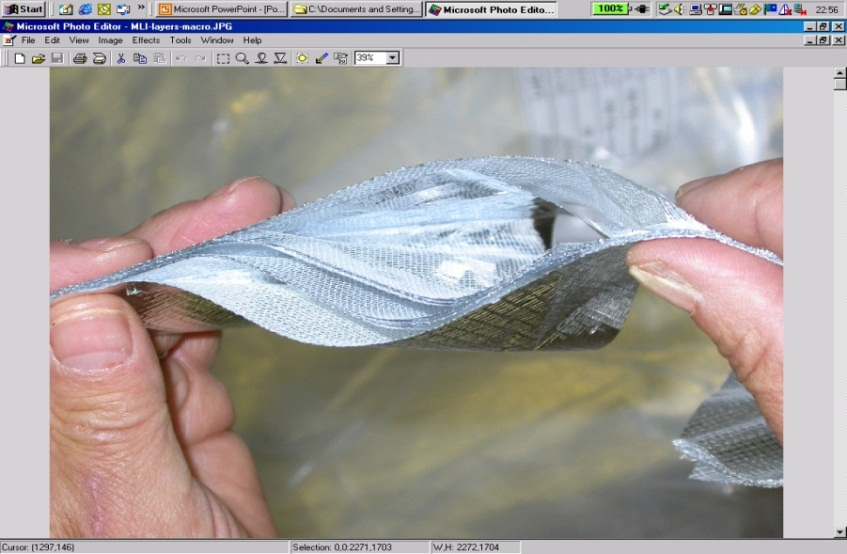 Start
Microsoft PowerPoint - [Po...
C:\Documents and Setting...
Microsoft Photo Edito...
100%
22:56
Microsoft Photo Editor - MLI-layers-macro.JPG
File Edit View Image Effects Tools Window Help
39%
Cursor: (1297,146)
Selection: 0,0:2271,1703
W,H: 2272,1704